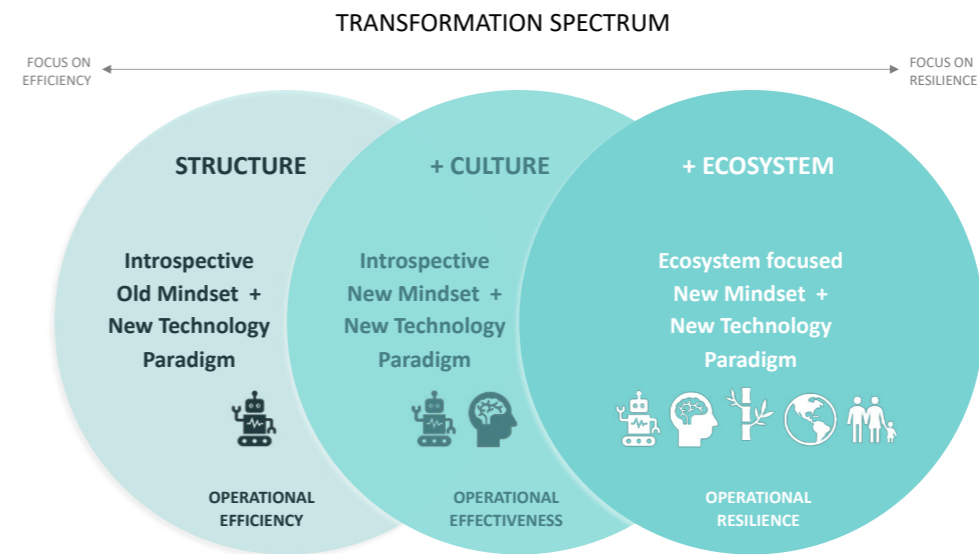 TRANSFORMATION SPECTRUM
FOCUS ON
EFFICIENCY
FOCUS ON
RESILIENCE
STRUCTURE
Introspective
Old Mindset +
New Technology
Paradigm
OPERATIONAL
EFFICIENCY
+ CULTURE
Introspective
New Mindset +
New Technology
Paradigm
OPERATIONAL
EFFECTIVENESS
+ ECOSYSTEM
Ecosystem focused
New Mindset +
New Technology
Paradigm
OPERATIONAL
RESILIENCE